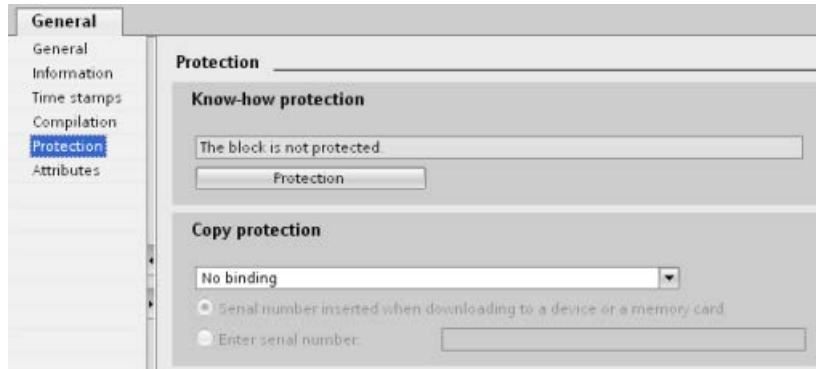 General
General
Information
Time stamps
Compilation
Protection
Attributes
Protection
Know-how protection
The block is not protected.
Protection
Copy protection
No binding
Serial number inserted when downloading to a device or a memory card
Enter serial number: